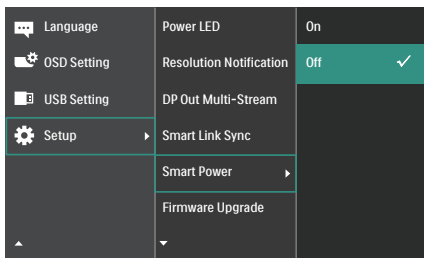 Language
OSD Setting
USB Setting
Setup
Power LED
Resolution Notification
DP Out Multi-Stream
Smart Link Sync
Smart Power
Firmware Upgrade
On
Off